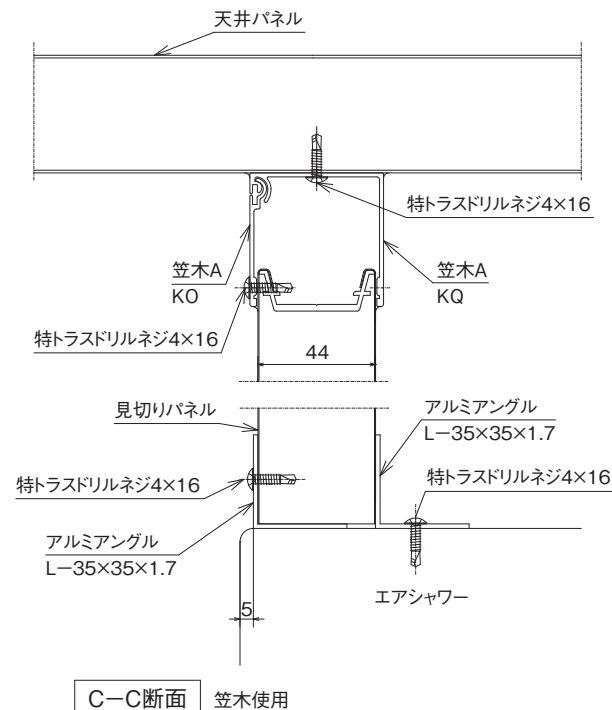 天井パネル
特トラスドリルネジ4×16
笠木A
KO
笠木A
KQ
特トラスドリルネジ4×16
44
見切りパネル
アルミアングル
L－35×35×1.7
特トラスドリルネジ4×16
特トラスドリルネジ4×16
アルミアングル
L－35×35×1.7
エアシャワー
5
C－C断面 笠木使用